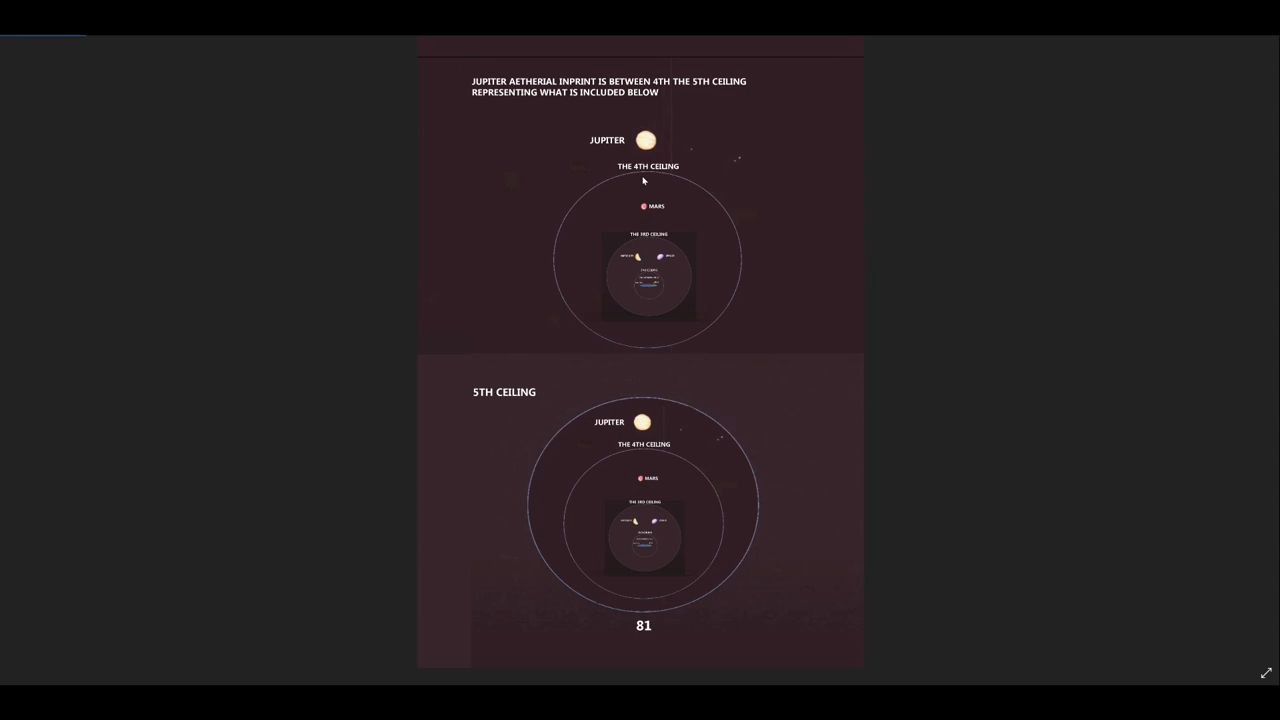 JUPITER AETHERIAL INPRINT IS BETWEEN 4TH THE 5TH CEILING
REPRESENTING WHAT IS INCLUDED BELOW
JUPITER
THE 4TH CEILING
MARS
THE 3RD CEILING
5TH CEILING
JUPITER
THE 4TH CEILING
MARS
THE 3RD CEILING
81